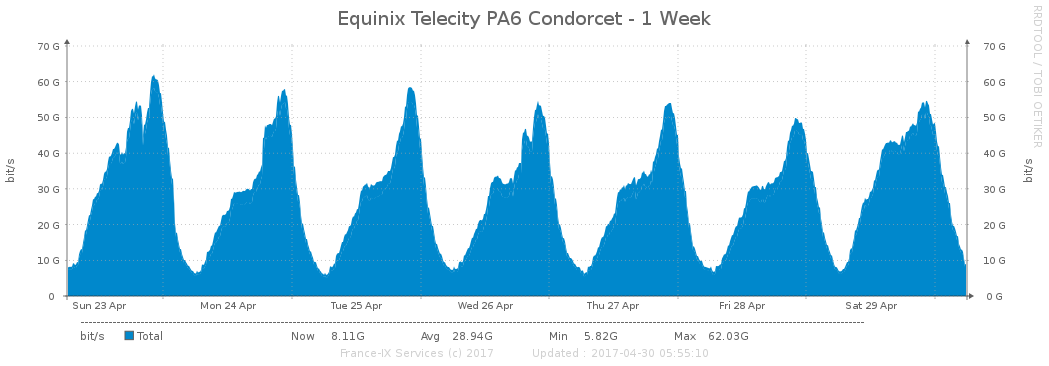 Equinix Telecity PA6 Condorcet - 1 Week
RRDTOOL / TOBI OETIKER
bit/s
70 G
60 G
50 G
40 G
30 G
20 G
10 G
0
70 G
60 G
50 G
40 G
30 G
20 G
10 G
0 G
bit/s
Sun 23 Apr Mon 24 Apr Tue 25 Apr Wed 26 Apr Thu 27 Apr Fri 28 Apr Sat 29 Apr
bit/s Total Now 8.11G Avg 28.94G Min 5.82G Max 62.03G
France-IX Services (c) 2017 Updated : 2017-04-30 05:55:10